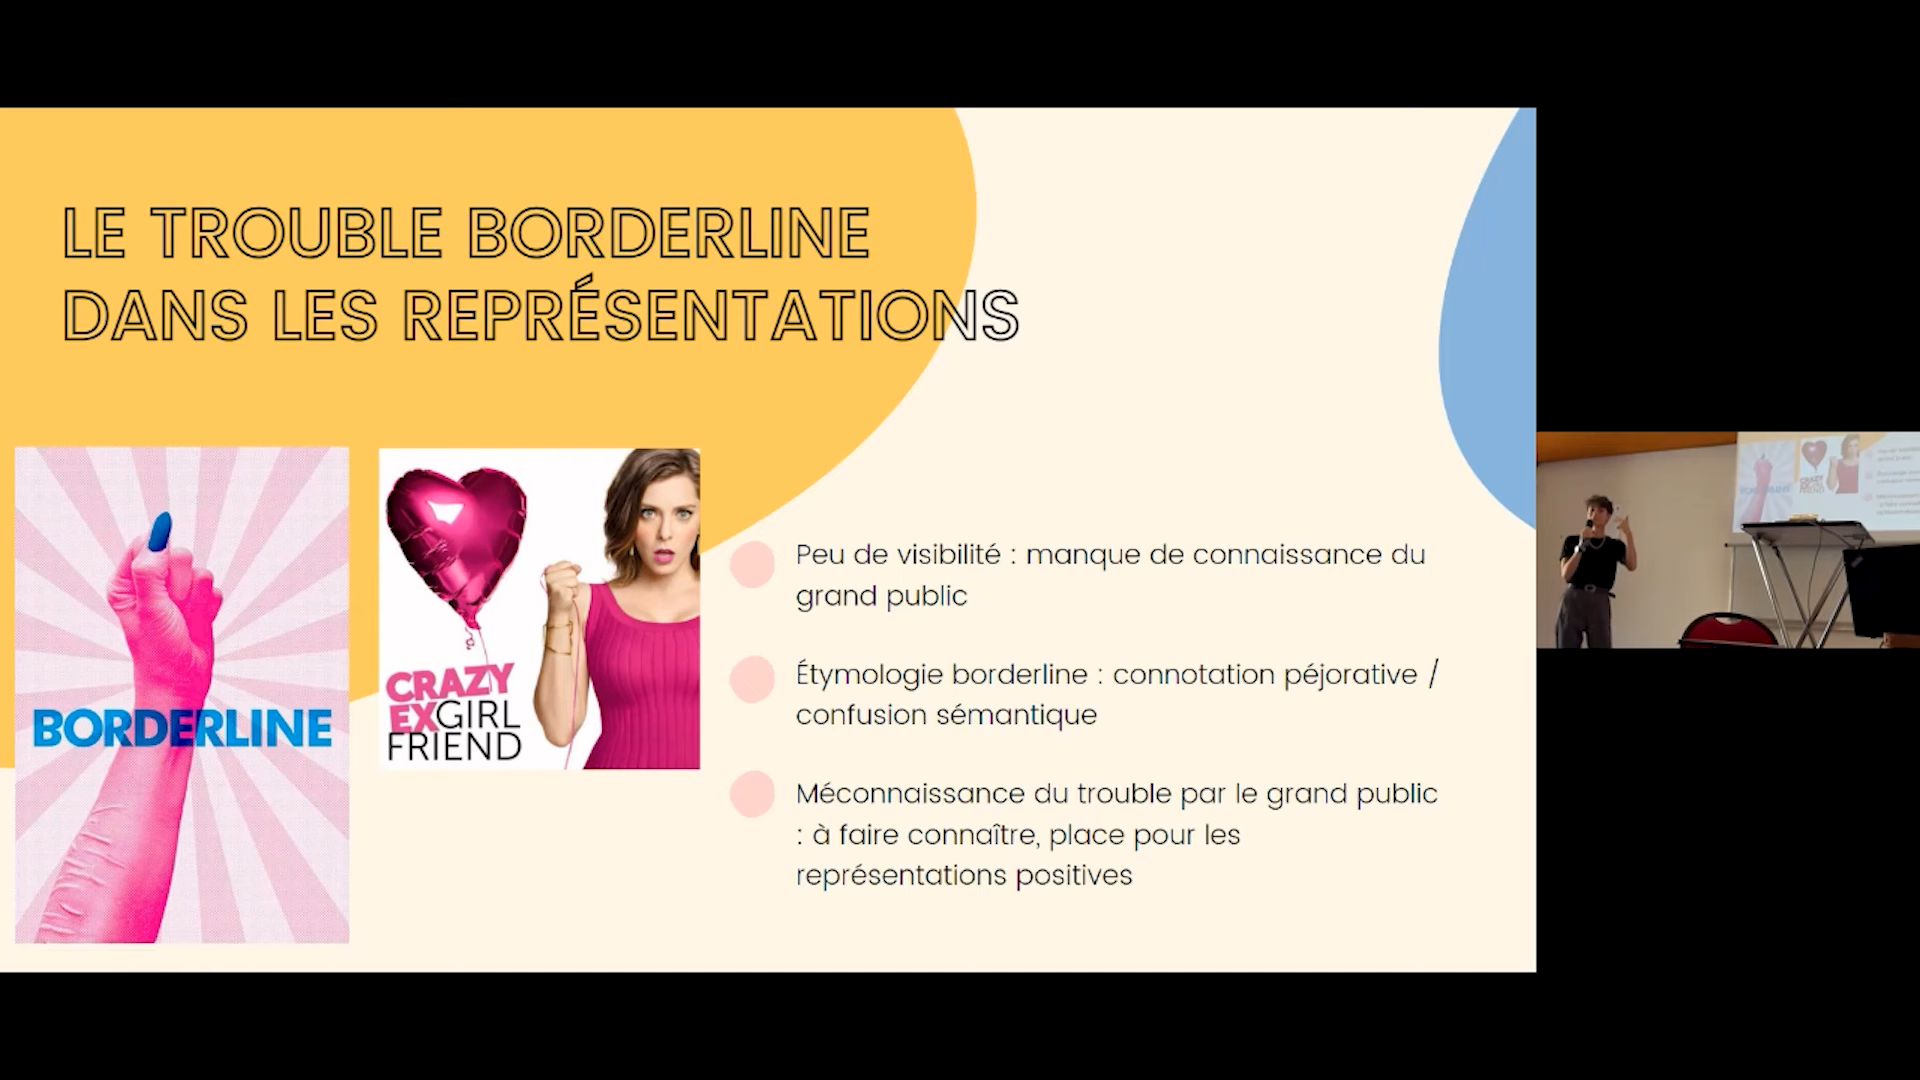 LE TROUBLE BORDERLINE
DANS LES REPRÉSENTATIONS
BORDERLINE
CRAZY
EXGIRL
FRIEND
Peu de visibilité : manque de connaissance du
grand public
Étymologie borderline : connotation péjorative /
confusion sémantique
Méconnaissance du trouble par le grand public
: à faire connaître, place pour les
représentations positives